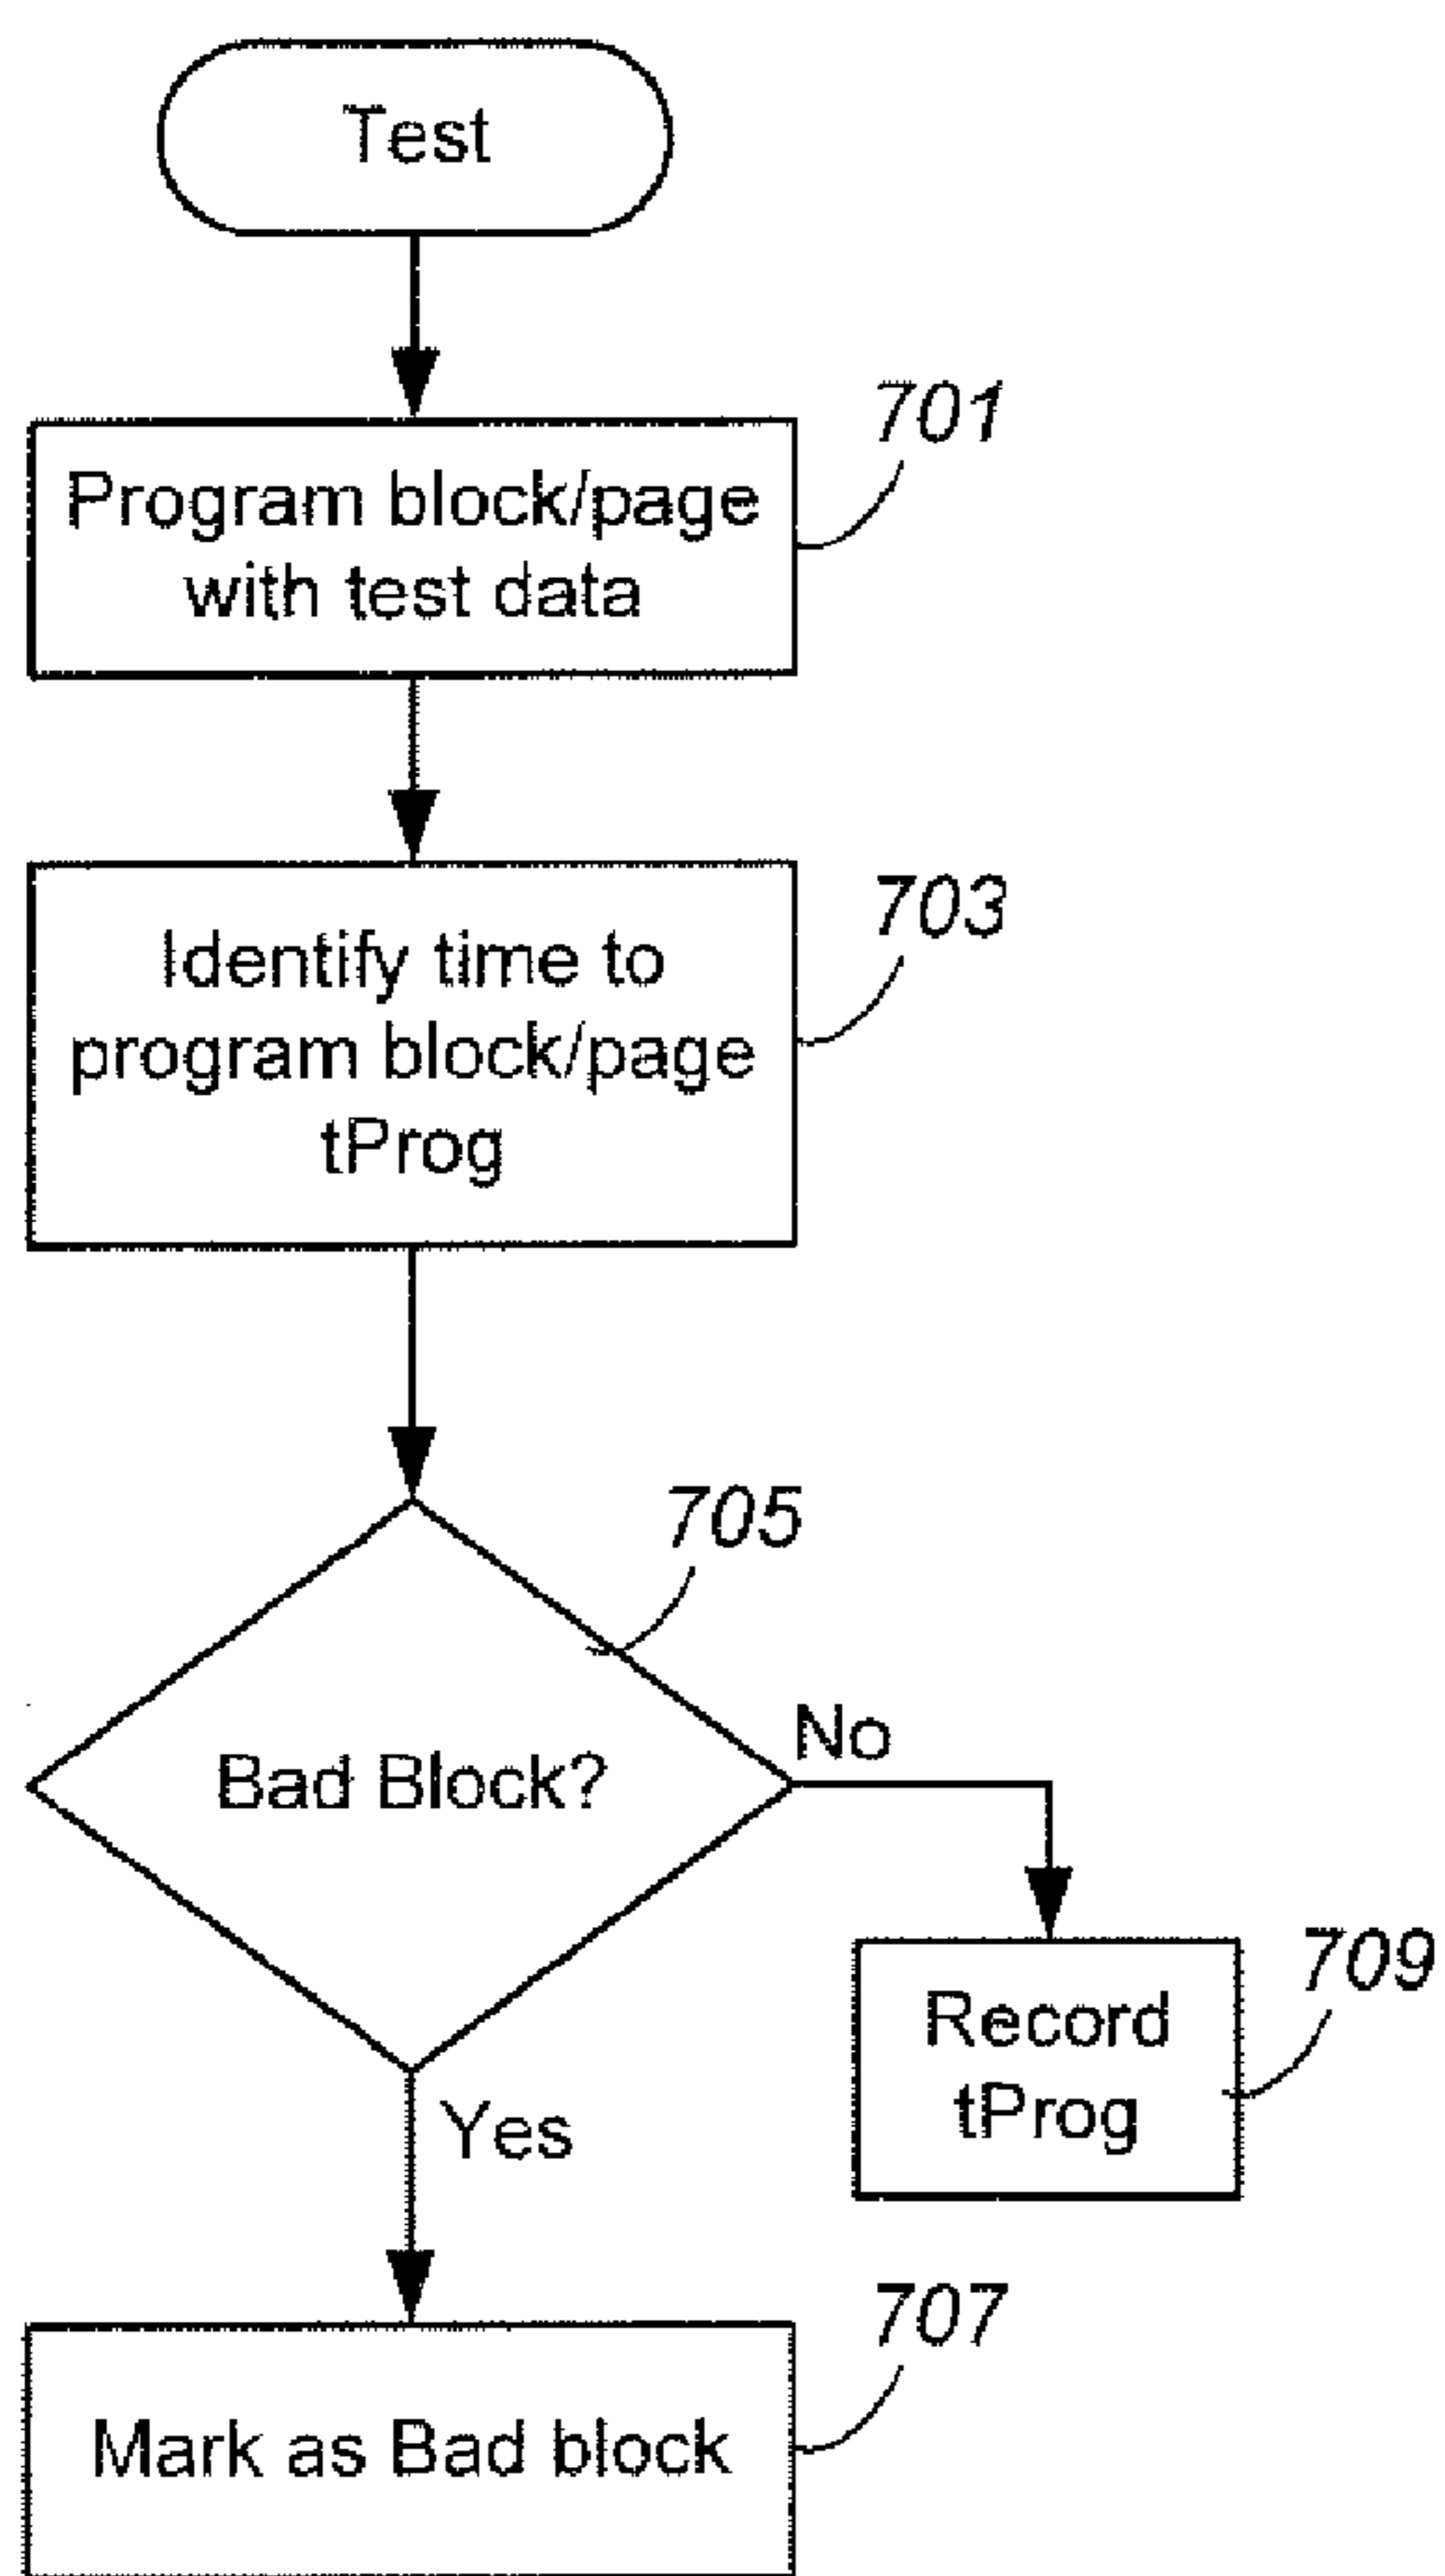 Test
701
Program block/page
with test data
703
Identify time to
program block/page
tProg
705
Bad Block?
No
Yes
709
Record
tProg
707
Mark as Bad block